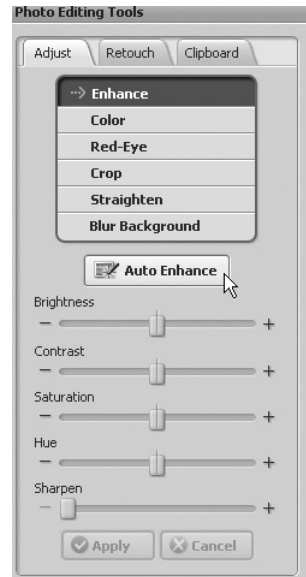 Photo Editing Tools
Adjust Retouch Clipboard
Enhance
Color
Red-Eye
Crop
Straighten
Blur Background
Auto Enhance
Brightness
− +
Contrast
− +
Saturation
− +
Hue
− +
Sharpen
− +
Apply Cancel